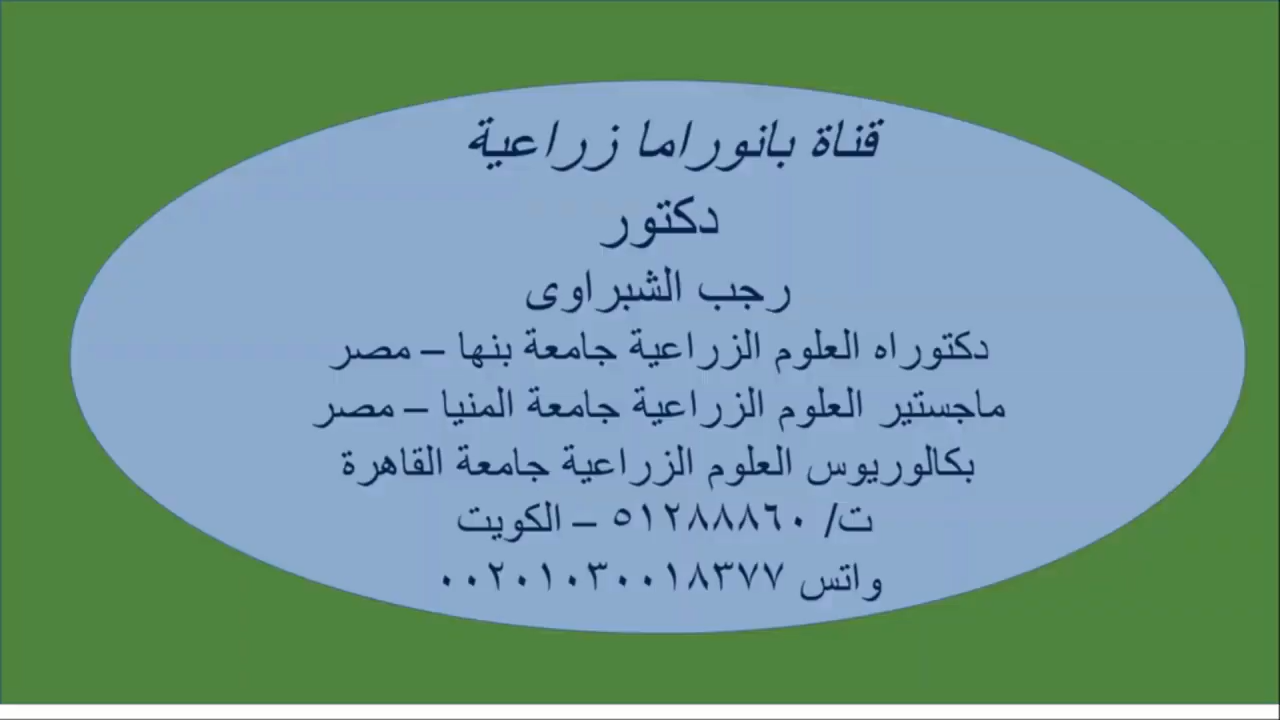 قناة بانوراما زراعية
دكتور
رجب الشبراوى
دكتوراه العلوم الزراعية جامعة بنها – مصر
ماجستير العلوم الزراعية جامعة المنيا – مصر
بكالوريوس العلوم الزراعية جامعة القاهرة
ت/ ٥١٢٨٨٨٦٠ – الكويت
واتس ٠٠٢٠١٠٣٠٠١٨٣٧٧